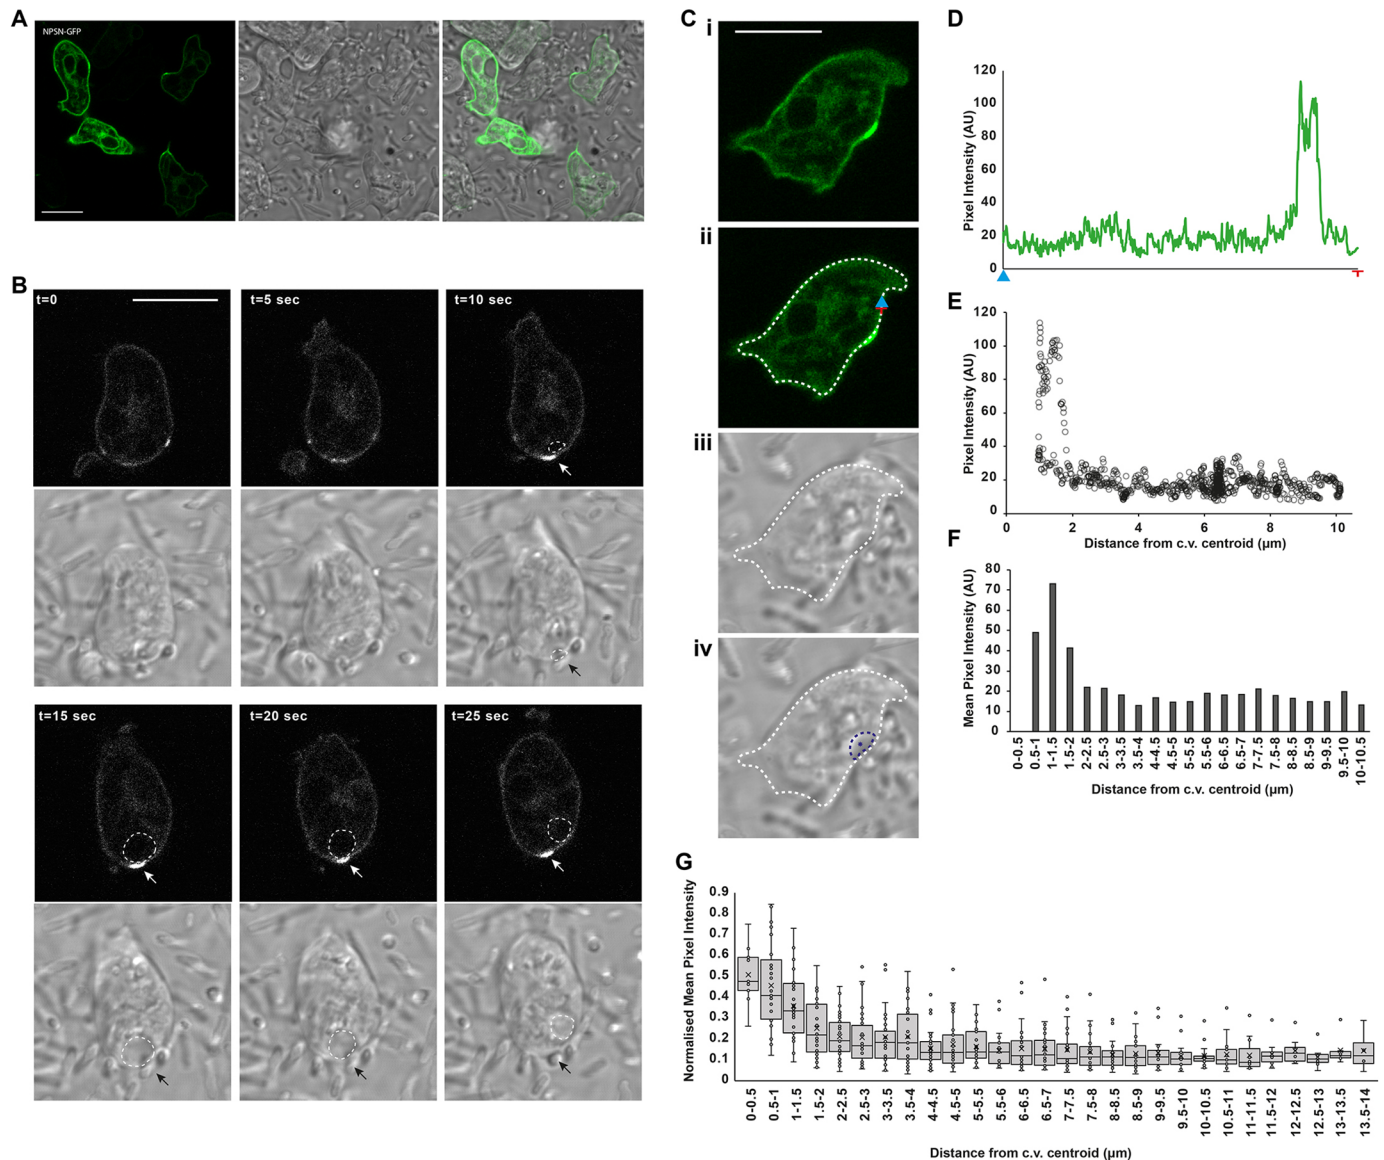 A
NPSN-GFP
B
t=0
t=5 sec
t=10 sec
t=15 sec
t=20 sec
t=25 sec
C
i
ii
iii
iv
D
Pixel Intensity (AU)
120
100
80
60
40
20
0
E
Pixel Intensity (AU)
120
100
80
60
40
20
0
0 2 4 6 8 10
Distance from c.v. centroid (µm)
F
Mean Pixel Intensity (AU)
80
70
60
50
40
30
20
10
0
0-0.5 0.5-1 1-1.5 1.5-2 2-2.5 2.5-3 3-3.5 3.5-4 4-4.5 4.5-5 5-5.5 5.5-6 6-6.5 6.5-7 7-7.5 7.5-8 8-8.5 8.5-9 9-9.5 9.5-10 10-10.5
Distance from c.v. centroid (µm)
G
Normalised Mean Pixel Intensity
0.9
0.8
0.7
0.6
0.5
0.4
0.3
0.2
0.1
0
0-0.5 0.5-1 1-1.5 1.5-2 2-2.5 2.5-3 3-3.5 3.5-4 4-4.5 4.5-5 5-5.5 5.5-6 6-6.5 6.5-7 7-7.5 7.5-8 8-8.5 8.5-9 9-9.5 9.5-10 10-10.5 10.5-11 11-11.5 11.5-12 12-12.5 12.5-13 13-13.5 13.5-14
Distance from c.v. centroid (µm)